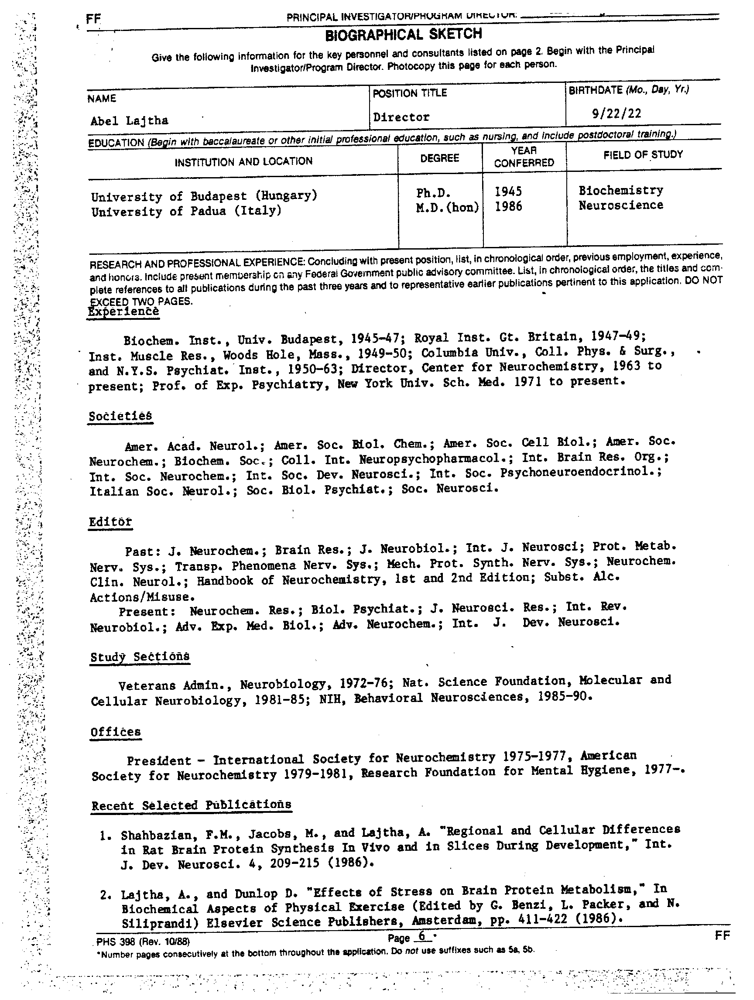 FF
PRINCIPAL INVESTIGATOR/PROGRAM DIRECTOR:
BIOGRAPHICAL SKETCH
Give the following information for the key personnel and consultants listed on page 2. Begin with the Principal
Investigator/Program Director. Photocopy this page for each person.
NAME
POSITION TITLE
BIRTHDATE (Mo., Day, Yr.)
Abel Lajtha
Director
9/22/22
EDUCATION (Begin with baccalaureate or other initial professional education, such as nursing, and include postdoctoral training.)
INSTITUTION AND LOCATION
DEGREE
YEAR CONFERRED
FIELD OF STUDY
University of Budapest (Hungary) Ph.D. 1945 Biochemistry
University of Padua (Italy) M.D.(hon) 1986 Neuroscience
RESEARCH AND PROFESSIONAL EXPERIENCE: Concluding with present position, list, in chronological order, previous employment, experience,
and honors. Include present membership on any Federal Government public advisory committee. List, in chronological order, the titles and com-
plete references to all publications during the past three years and to representative earlier publications pertinent to this application. DO NOT
EXCEED TWO PAGES.
Experience
Biochem. Inst., Univ. Budapest, 1945-47; Royal Inst. Gt. Britain, 1947-49;
Inst. Muscle Res., Woods Hole, Mass., 1949-50; Columbia Univ., Coll. Phys. & Surg.,
and N.Y.S. Psychiat. Inst., 1950-63; Director, Center for Neurochemistry, 1963 to
present; Prof. of Exp. Psychiatry, New York Univ. Sch. Med. 1971 to present.
Societies
Amer. Acad. Neurol.; Amer. Soc. Biol. Chem.; Amer. Soc. Cell Biol.; Amer. Soc.
Neurochem.; Biochem. Soc.; Coll. Int. Neuropsychopharmacol.; Int. Brain Res. Org.;
Int. Soc. Neurochem.; Int. Soc. Dev. Neurosci.; Int. Soc. Psychoneuroendocrinol.;
Italian Soc. Neurol.; Soc. Biol. Psychiat.; Soc. Neurosci.
Editor
Past: J. Neurochem.; Brain Res.; J. Neurobiol.; Int. J. Neurosci; Prot. Metab.
Nerv. Sys.; Transp. Phenomena Nerv. Sys.; Mech. Prot. Synth. Nerv. Sys.; Neurochem.
Clin. Neurol.; Handbook of Neurochemistry, 1st and 2nd Edition; Subst. Alc.
Actions/Misuse.
Present: Neurochem. Res.; Biol. Psychiat.; J. Neurosci. Res.; Int. Rev.
Neurobiol.; Adv. Exp. Med. Biol.; Adv. Neurochem.; Int. J. Dev. Neurosci.
Study Sections
Veterans Admin., Neurobiology, 1972-76; Nat. Science Foundation, Molecular and
Cellular Neurobiology, 1981-85; NIH, Behavioral Neurosciences, 1985-90.
Offices
President - International Society for Neurochemistry 1975-1977, American
Society for Neurochemistry 1979-1981, Research Foundation for Mental Hygiene, 1977-.
Recent Selected Publications
1. Shahbazian, F.M., Jacobs, M., and Lajtha, A. "Regional and Cellular Differences
in Rat Brain Protein Synthesis In Vivo and in Slices During Development," Int.
J. Dev. Neurosci. 4, 209-215 (1986).
2. Lajtha, A., and Dunlop D. "Effects of Stress on Brain Protein Metabolism," In
Biochemical Aspects of Physical Exercise (Edited by G. Benzi, L. Packer, and N.
Siliprandi) Elsevier Science Publishers, Amsterdam, pp. 411-422 (1986).
PHS 398 (Rev. 10/88) Page 6 * FF
*Number pages consecutively at the bottom throughout the application. Do not use suffixes such as 5a, 5b.